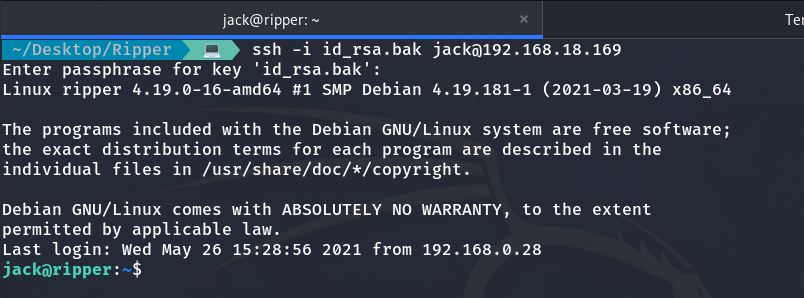 jack@ripper: ~ × Te
~/Desktop/Ripper 💻 ssh -i id_rsa.bak jack@192.168.18.169
Enter passphrase for key 'id_rsa.bak':
Linux ripper 4.19.0-16-amd64 #1 SMP Debian 4.19.181-1 (2021-03-19) x86_64
The programs included with the Debian GNU/Linux system are free software;
the exact distribution terms for each program are described in the
individual files in /usr/share/doc/*/copyright.
Debian GNU/Linux comes with ABSOLUTELY NO WARRANTY, to the extent
permitted by applicable law.
Last login: Wed May 26 15:28:56 2021 from 192.168.0.28
jack@ripper:~$